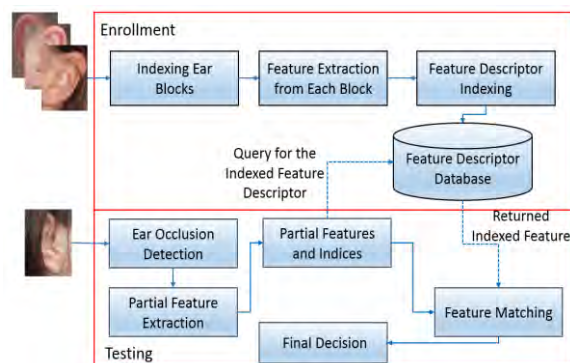 Enrollment
Indexing Ear
Blocks
Feature Extraction
from Each Block
Feature Descriptor
Indexing
Query for the
Indexed Feature
Descriptor
Feature Descriptor
Database
Returned
Indexed Feature
Ear Occlusion
Detection
Partial Features
and Indices
Partial Feature
Extraction
Feature Matching
Final Decision
Testing